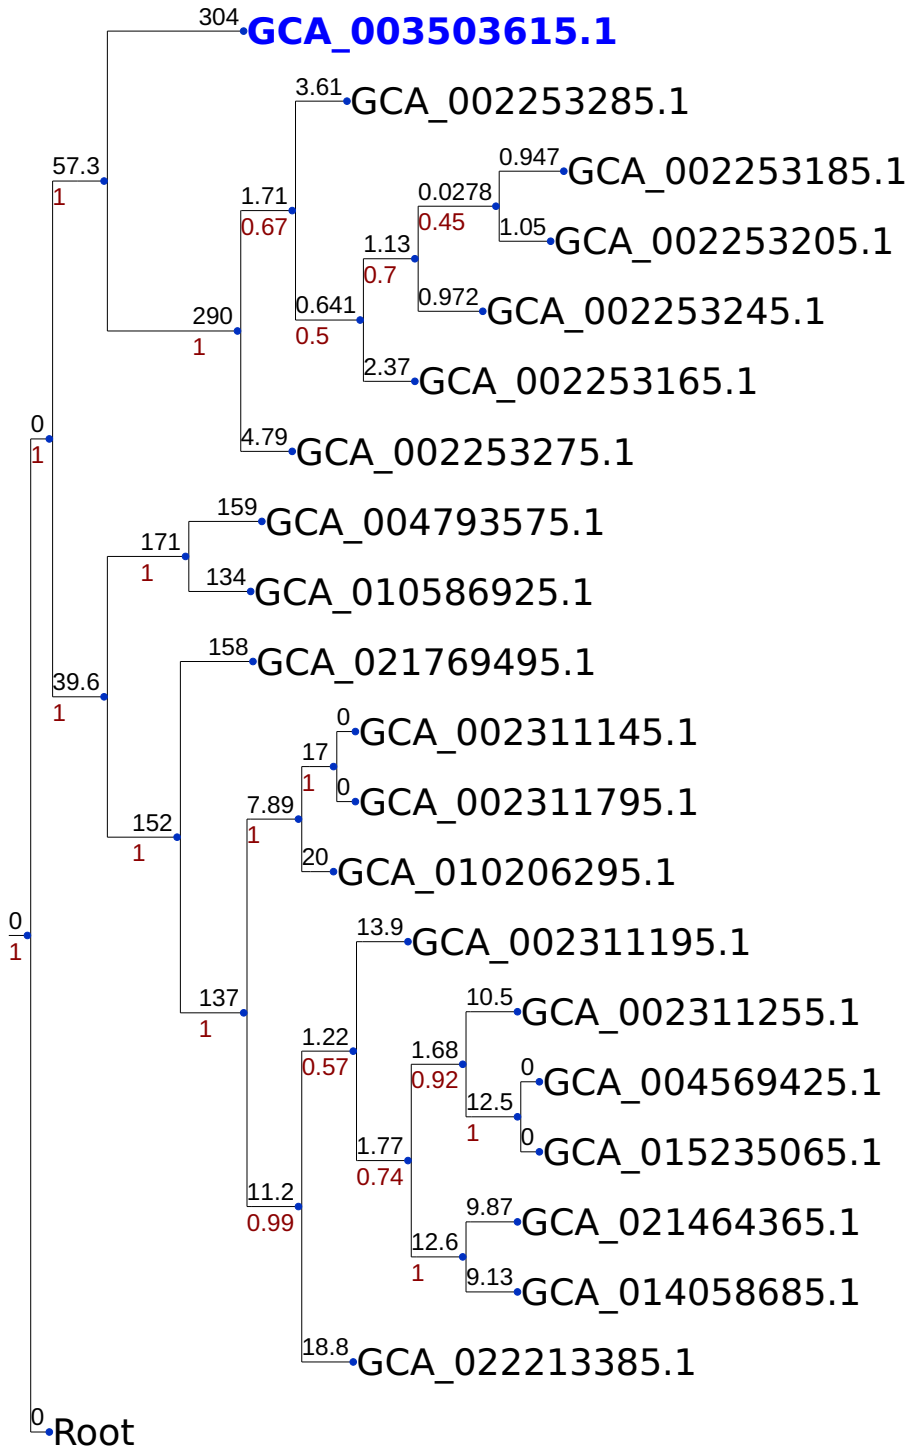 304 GCA_003503615.1
3.61 GCA_002253285.1
0.947 GCA_002253185.1
57.3
1
1.71
0.67
0.0278
0.45
1.05 GCA_002253205.1
1.13
0.7
0.972 GCA_002253245.1
290
1
0.641
0.5
2.37 GCA_002253165.1
0
1
4.79 GCA_002253275.1
159 GCA_004793575.1
171
1
134 GCA_010586925.1
158 GCA_021769495.1
39.6
1
0 GCA_002311145.1
17
1
0 GCA_002311795.1
152
1
7.89
1
20 GCA_010206295.1
0
1
13.9 GCA_002311195.1
137
1
10.5 GCA_002311255.1
1.22
0.57
1.68
0.92
0 GCA_004569425.1
12.5
1
0 GCA_015235065.1
1.77
0.74
11.2
0.99
9.87 GCA_021464365.1
12.6
1
9.13 GCA_014058685.1
18.8 GCA_022213385.1
0 Root